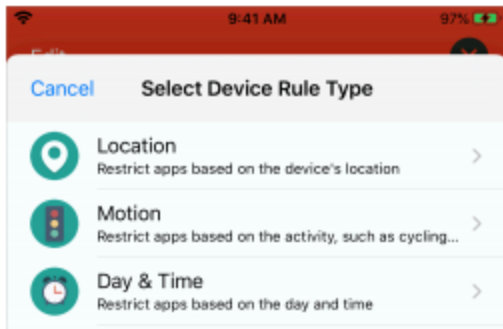 9:41 AM
97%
Edit
Cancel
Select Device Rule Type
Location
Restrict apps based on the device's location
Motion
Restrict apps based on the activity, such as cycling...
Day & Time
Restrict apps based on the day and time